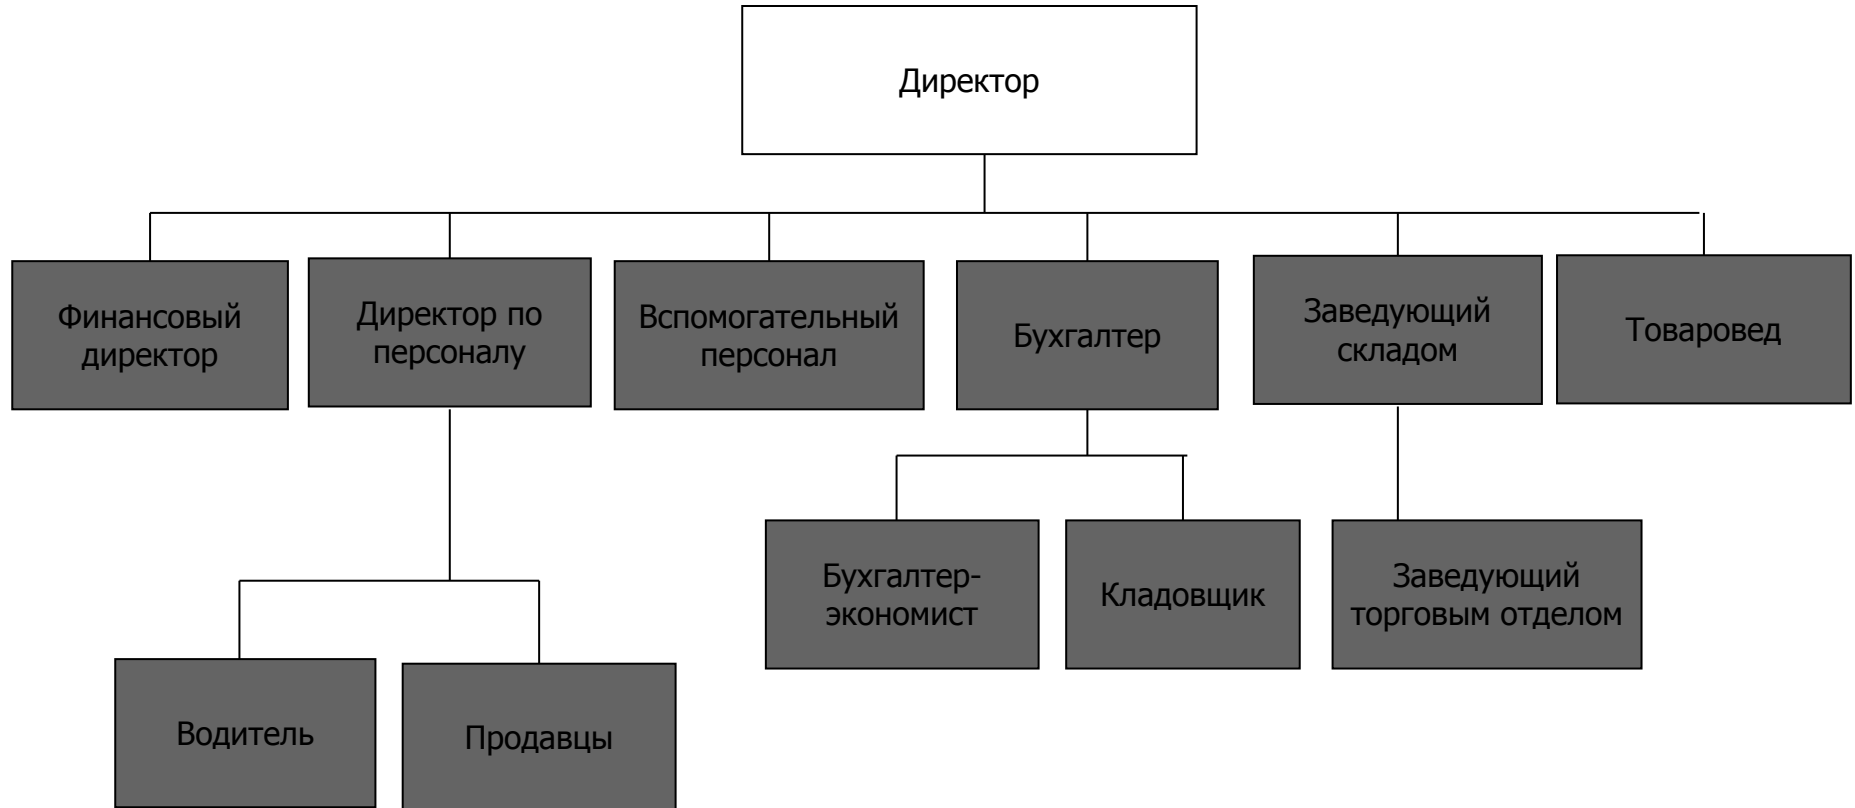 Директор
Финансовый
директор
Директор по
персоналу
Вспомогательный
персонал
Бухгалтер
Заведующий
складом
Товаровед
Бухгалтер-
экономист
Кладовщик
Заведующий
торговым отделом
Водитель
Продавцы